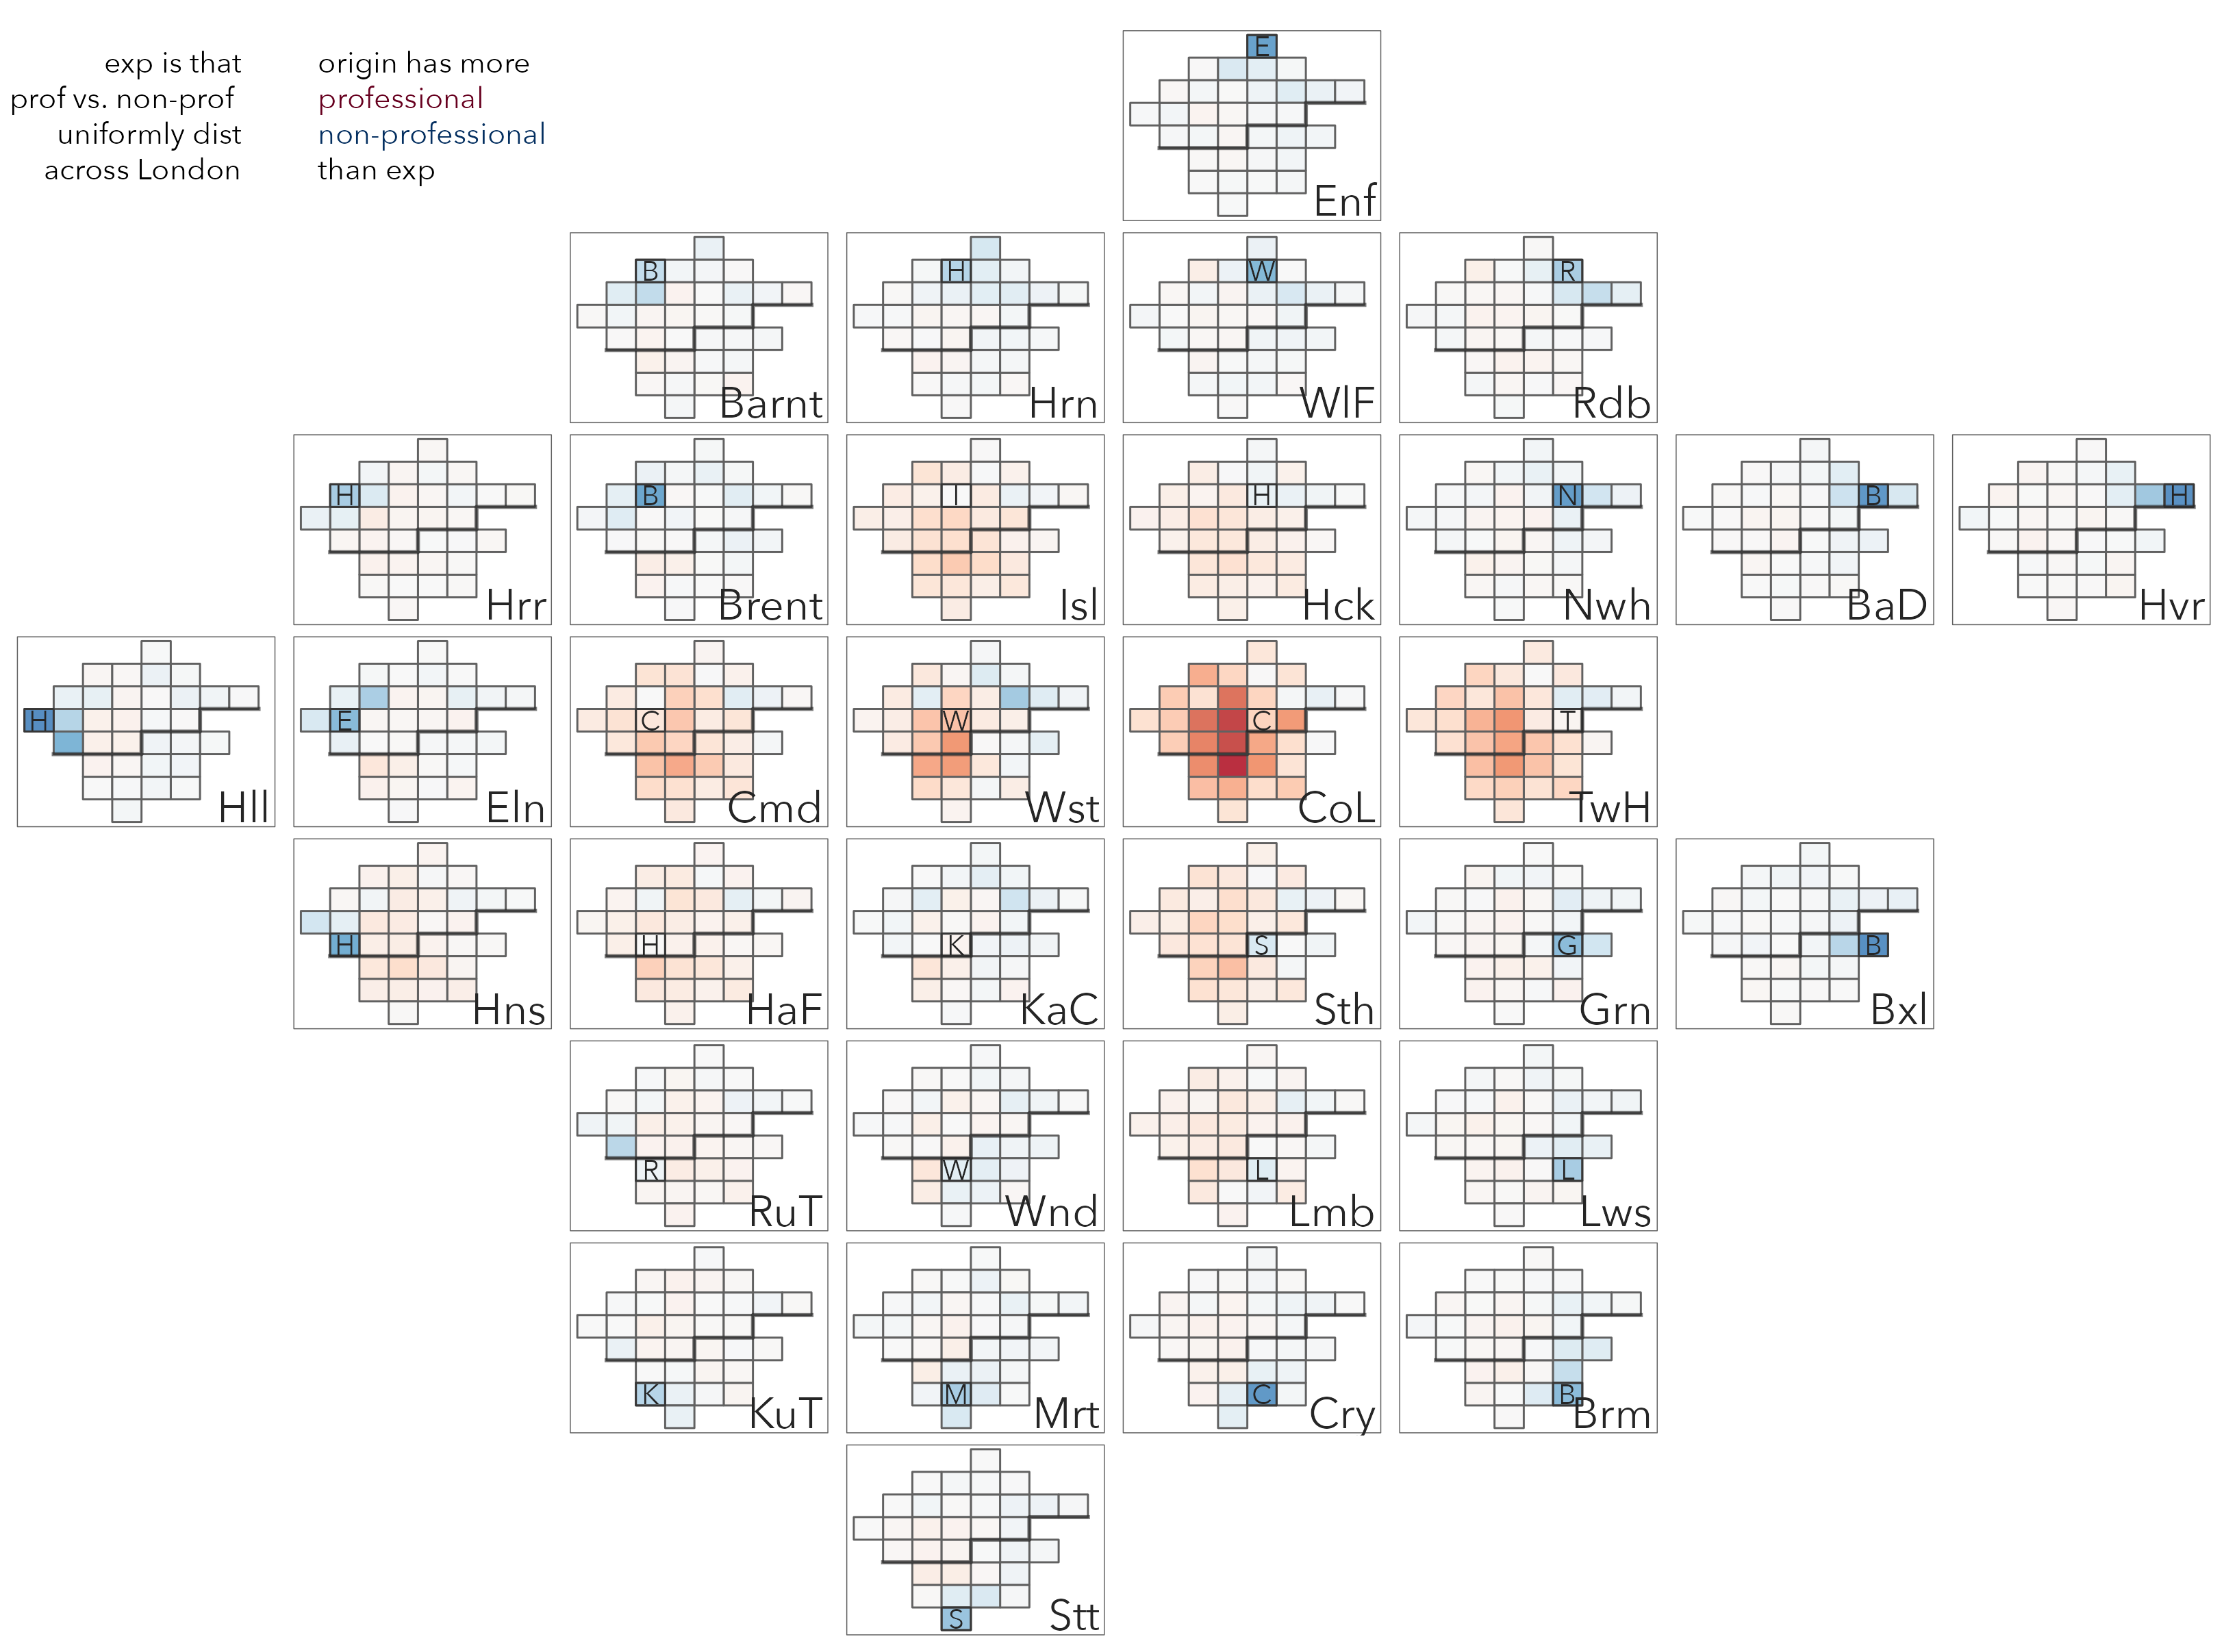 exp is that
prof vs. non-prof
uniformly dist
across London
origin has more
professional
non-professional
than exp
E
Enf
B
Barnt
H
Hrn
W
WlF
R
Rdb
H
Hrr
B
Brent
I
Isl
H
Hck
N
Nwh
B
BaD
H
Hvr
H
Hll
E
Eln
C
Cmd
W
Wst
C
CoL
T
TwH
H
Hns
H
HaF
K
KaC
S
Sth
G
Grn
B
Bxl
R
RuT
W
Wnd
L
Lmb
L
Lws
K
KuT
M
Mrt
C
Cry
B
Brm
S
Stt